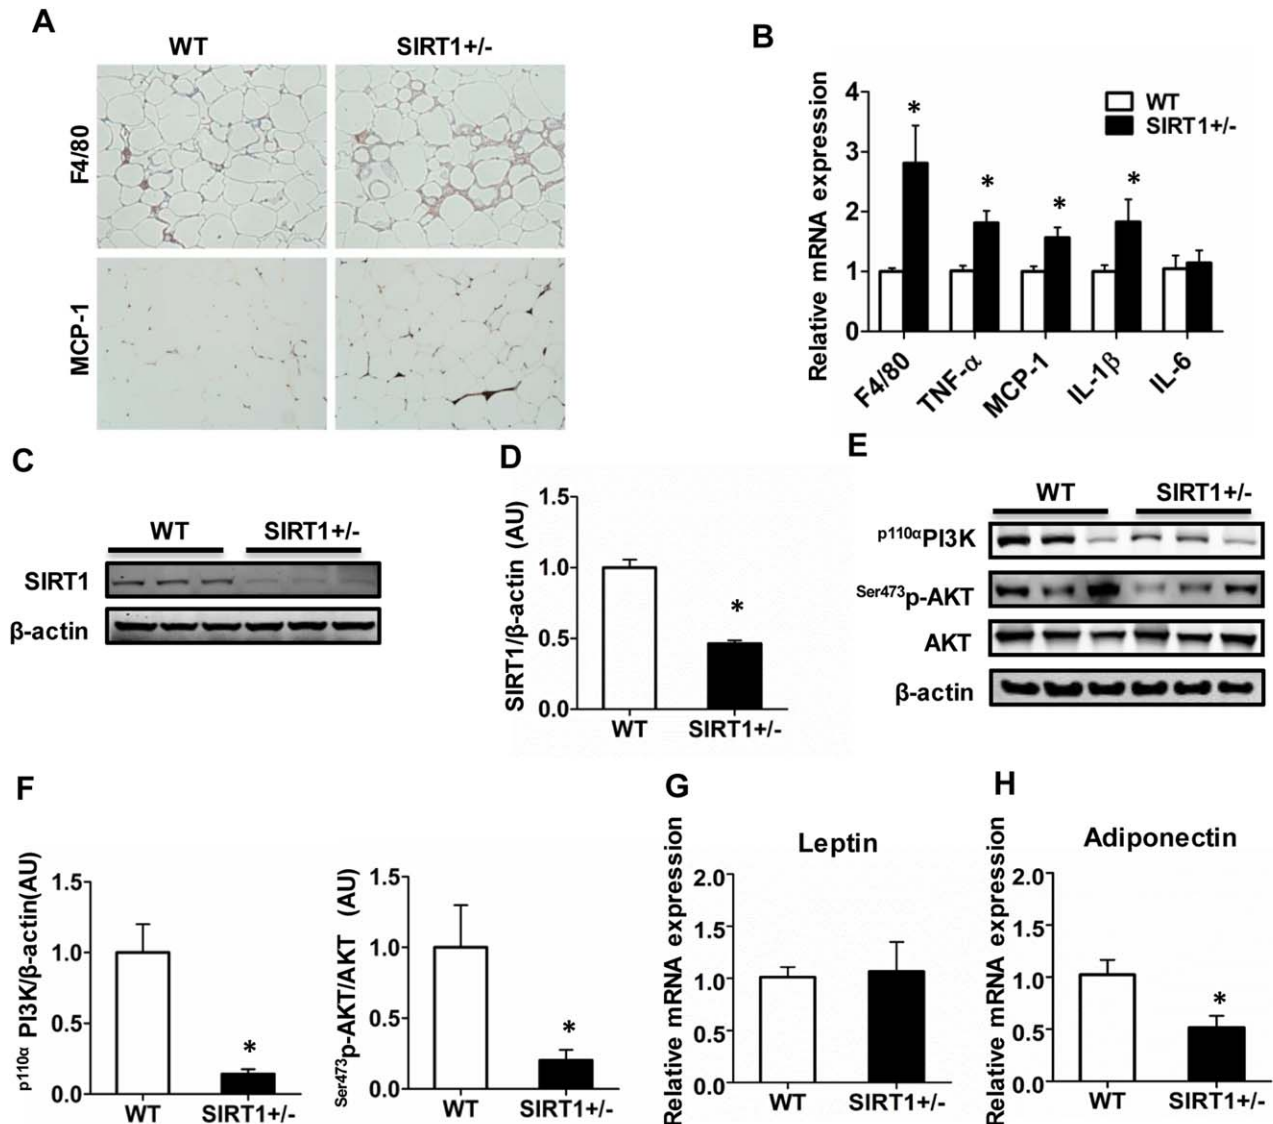 A
WT
SIRT1+/-
F4/80
MCP-1
B
Relative mRNA expression
4
3
2
1
0
WT
SIRT1+/-
*
*
*
*
F4/80
TNF-α
MCP-1
IL-1β
IL-6
C
WT
SIRT1+/-
SIRT1
β-actin
D
SIRT1/β-actin (AU)
1.5
1.0
0.5
0.0
*
WT
SIRT1+/-
E
WT
SIRT1+/-
p110αPI3K
Ser473p-AKT
AKT
β-actin
F
p110α PI3K/β-actin(AU)
1.5
1.0
0.5
0.0
*
WT
SIRT1+/-
Ser473p-AKT/AKT (AU)
1.5
1.0
0.5
0.0
*
WT
SIRT1+/-
G
Leptin
Relative mRNA expression
2.0
1.5
1.0
0.5
0.0
WT
SIRT1+/-
H
Adiponectin
Relative mRNA expression
2.0
1.5
1.0
0.5
0.0
*
WT
SIRT1+/-